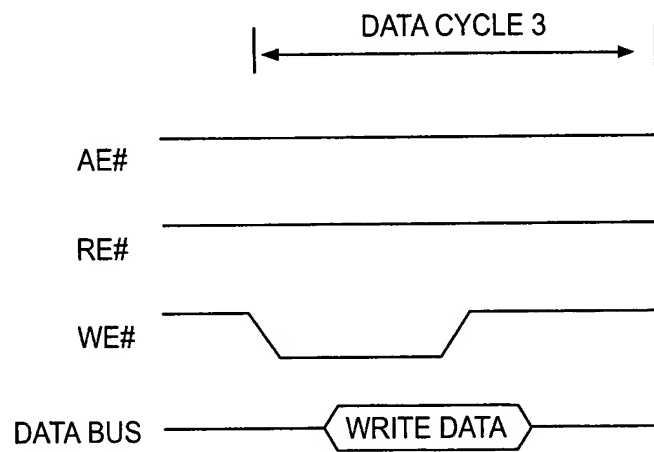 DATA CYCLE 3
AE#
RE#
WE#
DATA BUS
WRITE DATA